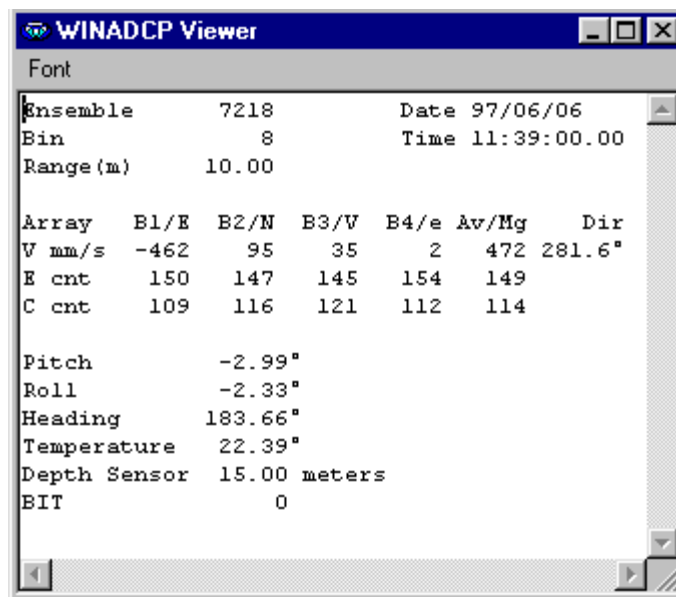 WINADCP Viewer
Font
Ensemble 7218 Date 97/06/06
Bin 8 Time 11:39:00.00
Range(m) 10.00
Array B1/E B2/N B3/V B4/e Av/Mg Dir
V mm/s -462 95 35 2 472 281.6°
E cnt 150 147 145 154 149
C cnt 109 116 121 112 114
Pitch -2.99°
Roll -2.33°
Heading 183.66°
Temperature 22.39°
Depth Sensor 15.00 meters
BIT 0